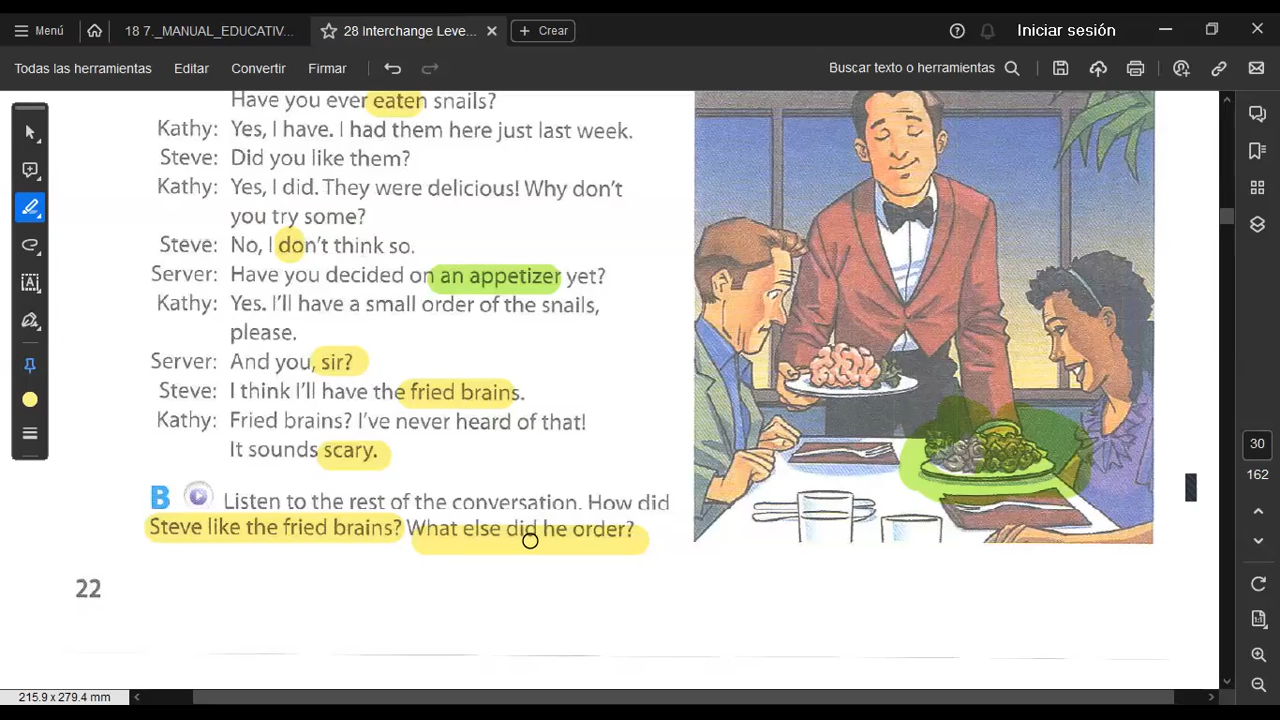 Menú
18 7._MANUAL_EDUCATIV...
28 Interchange Leve...
Crear
Iniciar sesión
Todas las herramientas
Editar
Convertir
Firmar
Buscar texto o herramientas
Have you ever eaten snails?
Kathy: Yes, I have. I had them here just last week.
Steve: Did you like them?
Kathy: Yes, I did. They were delicious! Why don't
you try some?
Steve: No, I don't think so.
Server: Have you decided on an appetizer yet?
Kathy: Yes. I'll have a small order of the snails,
please.
Server: And you, sir?
Steve: I think I'll have the fried brains.
Kathy: Fried brains? I've never heard of that!
It sounds scary.
B Listen to the rest of the conversation. How did
Steve like the fried brains? What else did he order?
22
30
162
215.9 x 279.4 mm